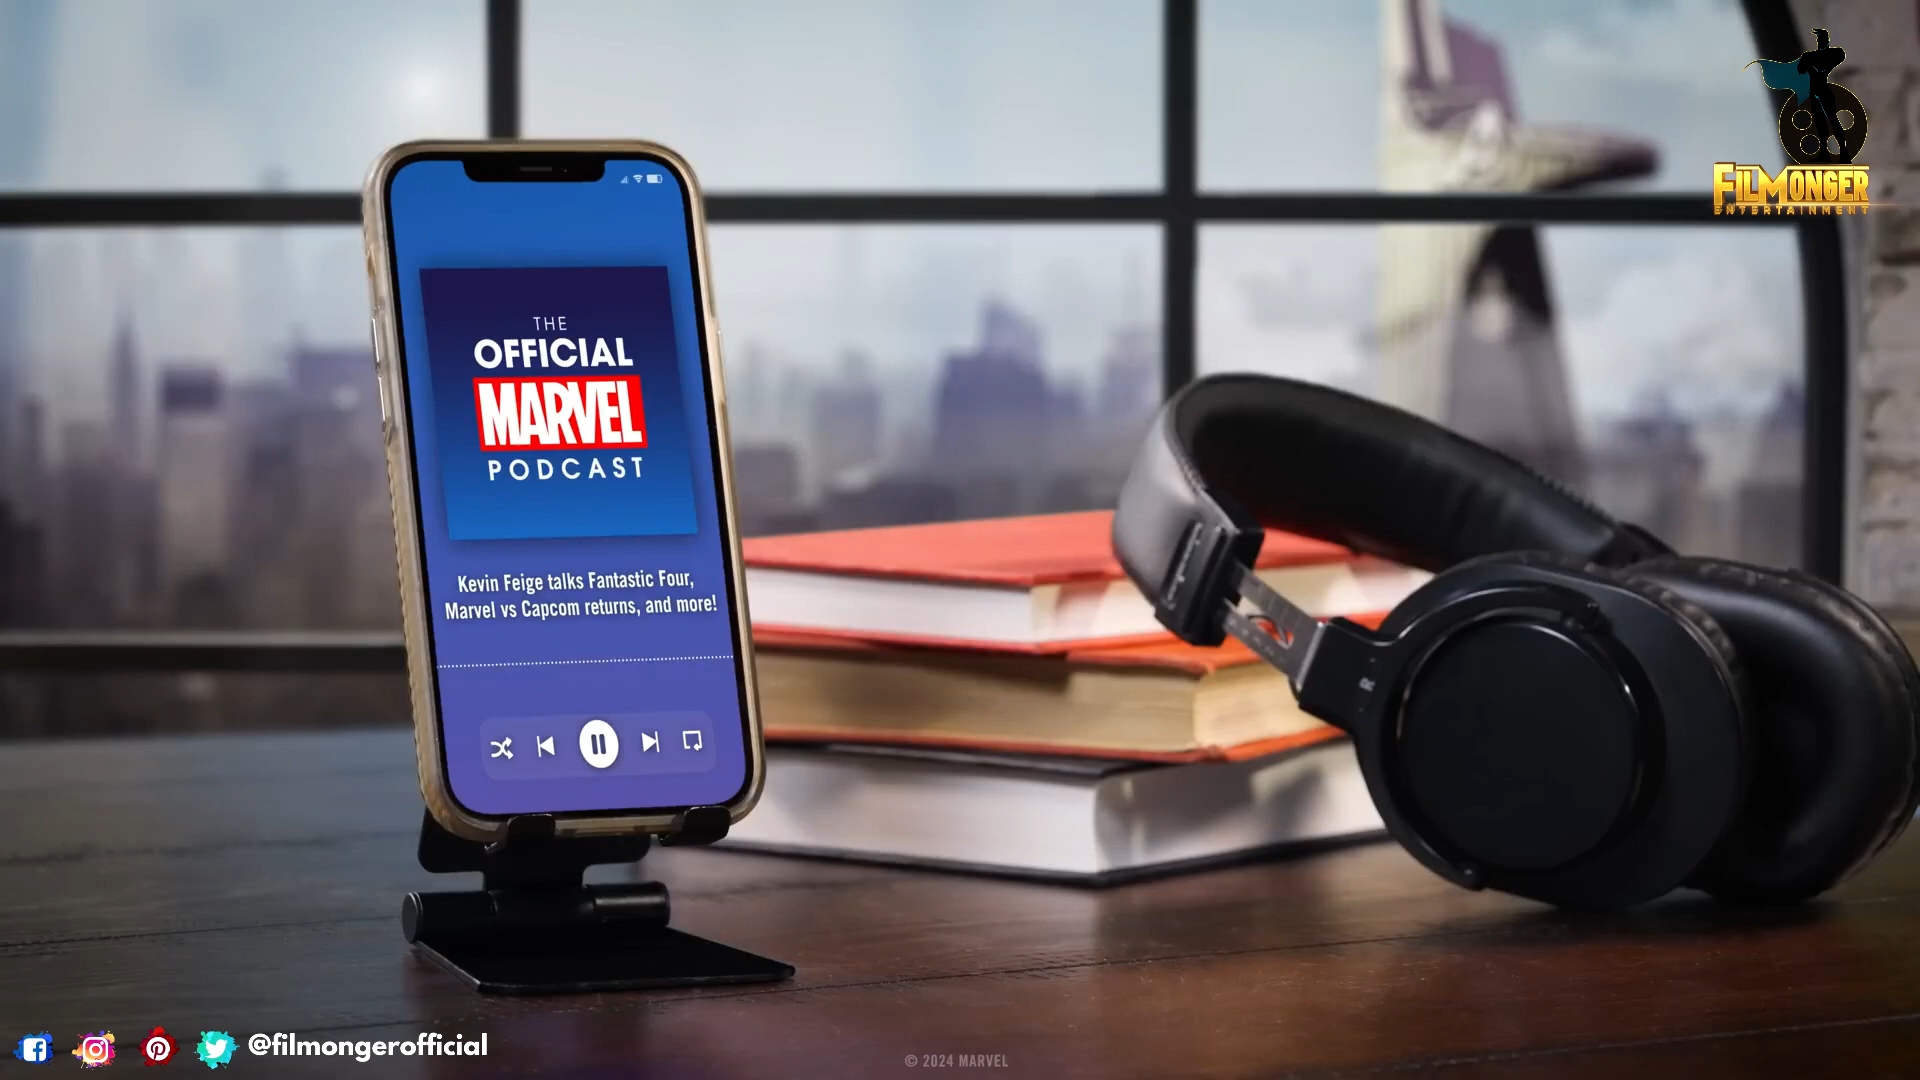 THE
OFFICIAL
MARVEL
PODCAST
Kevin Feige talks Fantastic Four,
Marvel vs Capcom returns, and more!
FILMONGER
ENTERTAINMENT
@filmongerofficial
© 2024 MARVEL